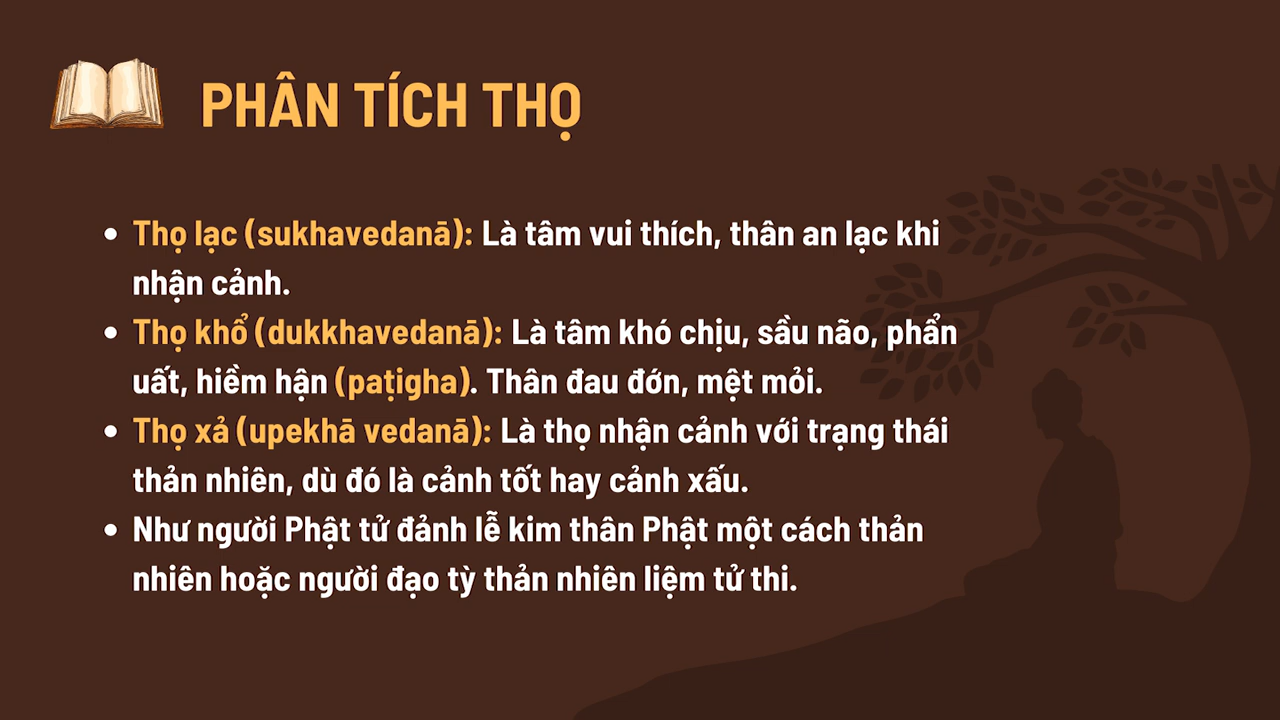 PHÂN TÍCH THỌ
• Thọ lạc (sukhavedanā): Là tâm vui thích, thân an lạc khi
nhận cảnh.
• Thọ khổ (dukkhavedanā): Là tâm khó chịu, sầu não, phẩn
uất, hiềm hận (paṭigha). Thân đau đớn, mệt mỏi.
• Thọ xả (upekhā vedanā): Là thọ nhận cảnh với trạng thái
thản nhiên, dù đó là cảnh tốt hay cảnh xấu.
• Như người Phật tử đảnh lễ kim thân Phật một cách thản
nhiên hoặc người đạo tỳ thản nhiên liệm tử thi.